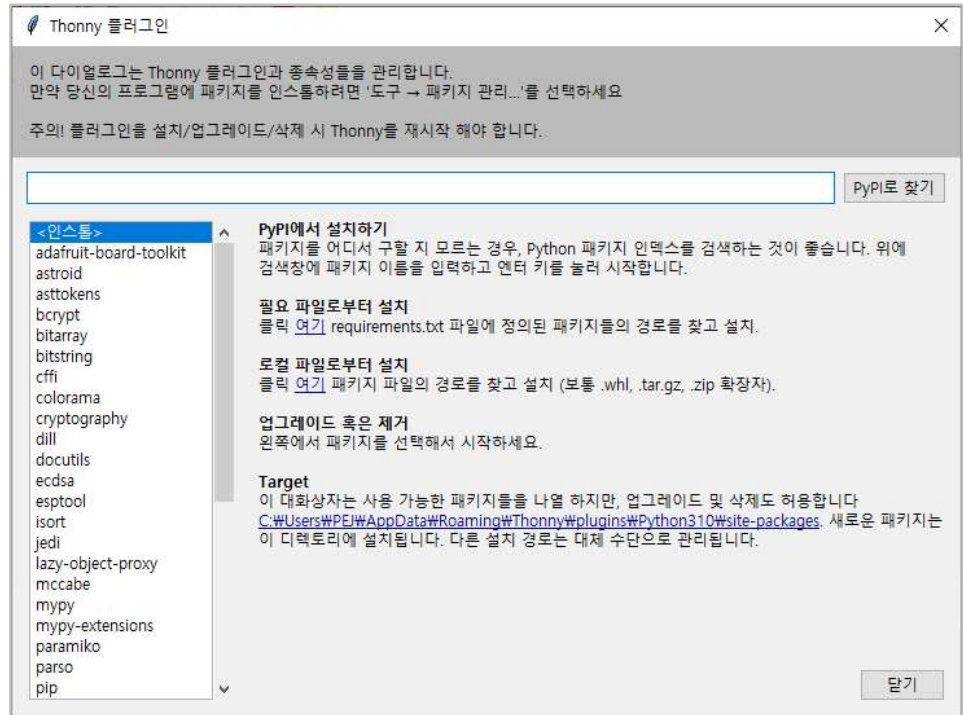 Thonny 플러그인
이 다이얼로그는 Thonny 플러그인과 종속성들을 관리합니다.
만약 당신의 프로그램에 패키지를 인스톨하려면 '도구 → 패키지 관리...'를 선택하세요
주의! 플러그인을 설치/업그레이드/삭제 시 Thonny를 재시작 해야 합니다.
PyPI로 찾기
<인스톨>
adafruit-board-toolkit
astroid
asttokens
bcrypt
bitarray
bitstring
cffi
colorama
cryptography
dill
docutils
ecdsa
esptool
isort
jedi
lazy-object-proxy
mccabe
mypy
mypy-extensions
paramiko
parso
pip
PyPI에서 설치하기
패키지를 어디서 구할 지 모르는 경우, Python 패키지 인덱스를 검색하는 것이 좋습니다. 위에
검색창에 패키지 이름을 입력하고 엔터 키를 눌러 시작합니다.
필요 파일로부터 설치
클릭 여기 requirements.txt 파일에 정의된 패키지들의 경로를 찾고 설치.
로컬 파일로부터 설치
클릭 여기 패키지 파일의 경로를 찾고 설치 (보통 .whl, .tar.gz, .zip 확장자).
업그레이드 혹은 제거
왼쪽에서 패키지를 선택해서 시작하세요.
Target
이 대화상자는 사용 가능한 패키지들을 나열 하지만, 업그레이드 및 삭제도 허용합니다
C:₩Users₩PEJ₩AppData₩Roaming₩Thonny₩plugins₩Python310₩site-packages. 새로운 패키지는
이 디렉토리에 설치됩니다. 다른 설치 경로는 대체 수단으로 관리됩니다.
닫기